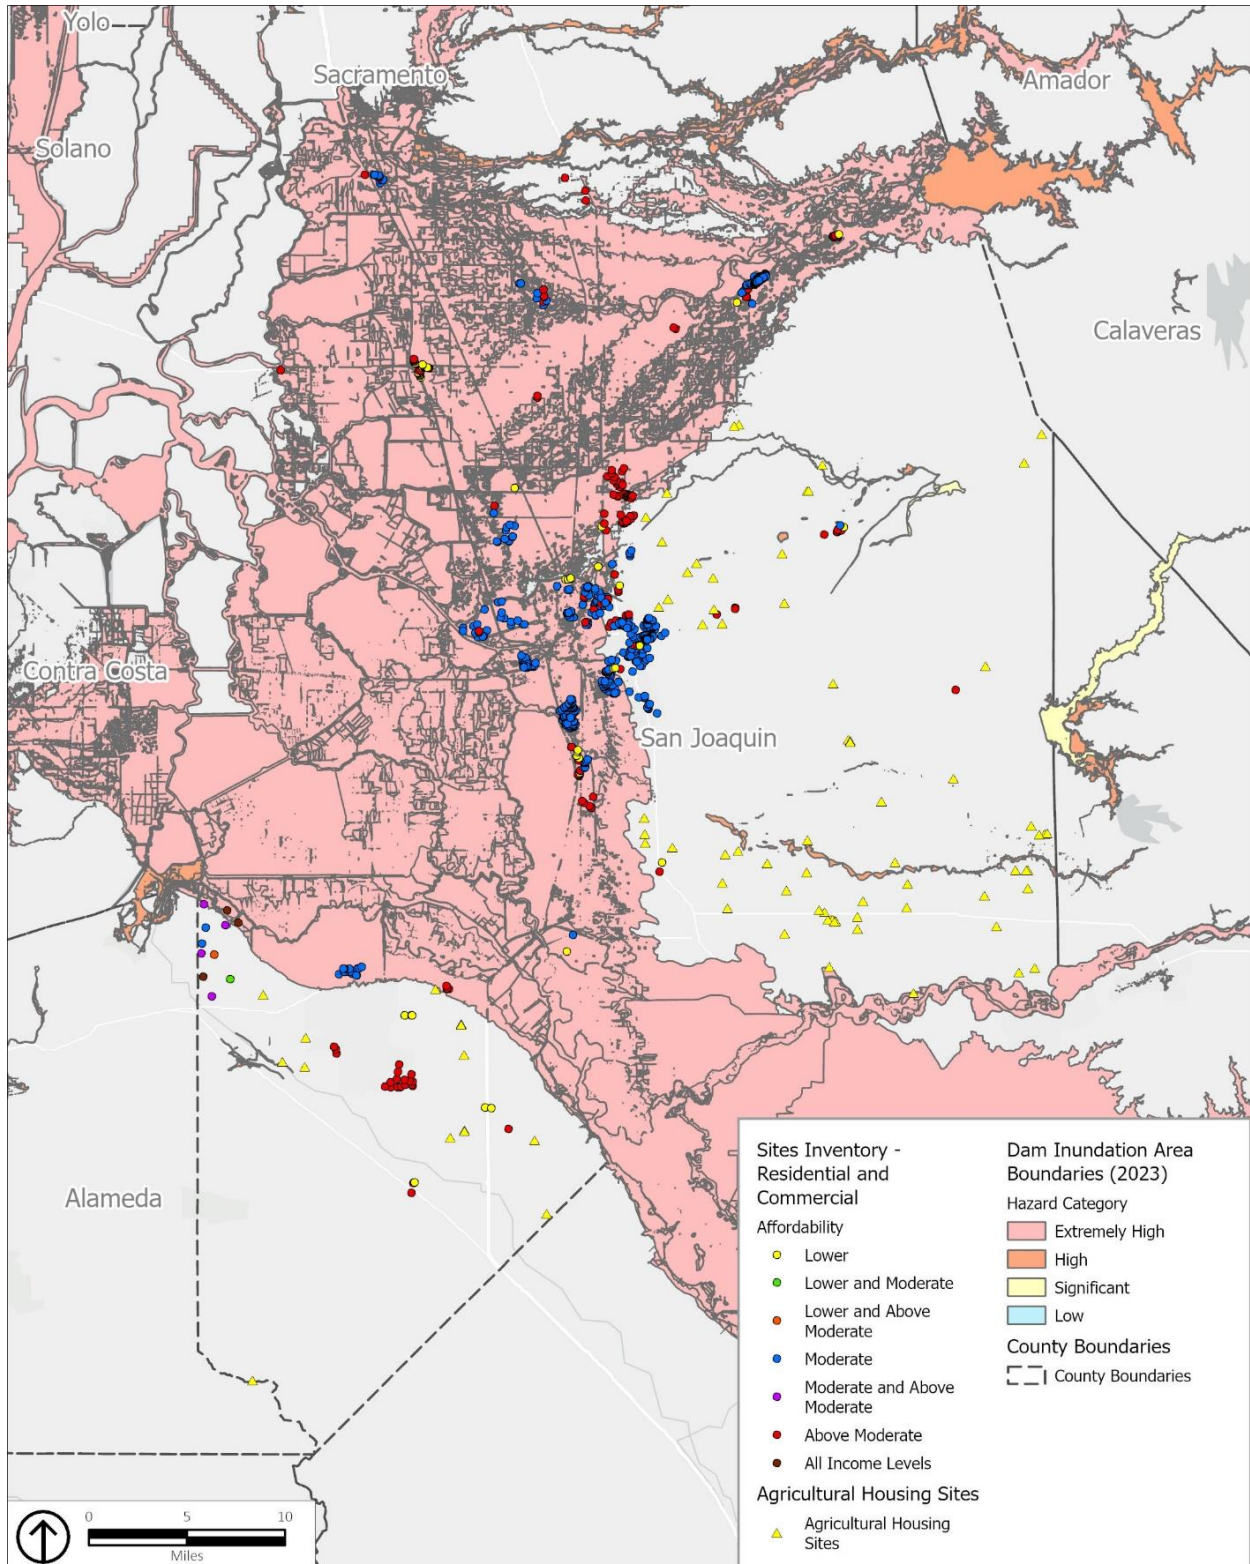 Yolo
Sacramento
Amador
Solano
Calaveras
Contra Costa
San Joaquin
Alameda
Sites Inventory -
Residential and
Commercial
Affordability
Lower
Lower and Moderate
Lower and Above
Moderate
Moderate
Moderate and Above
Moderate
Above Moderate
All Income Levels
Agricultural Housing Sites
Agricultural Housing
Sites
Dam Inundation Area
Boundaries (2023)
Hazard Category
Extremely High
High
Significant
Low
County Boundaries
County Boundaries
0 5 10
Miles